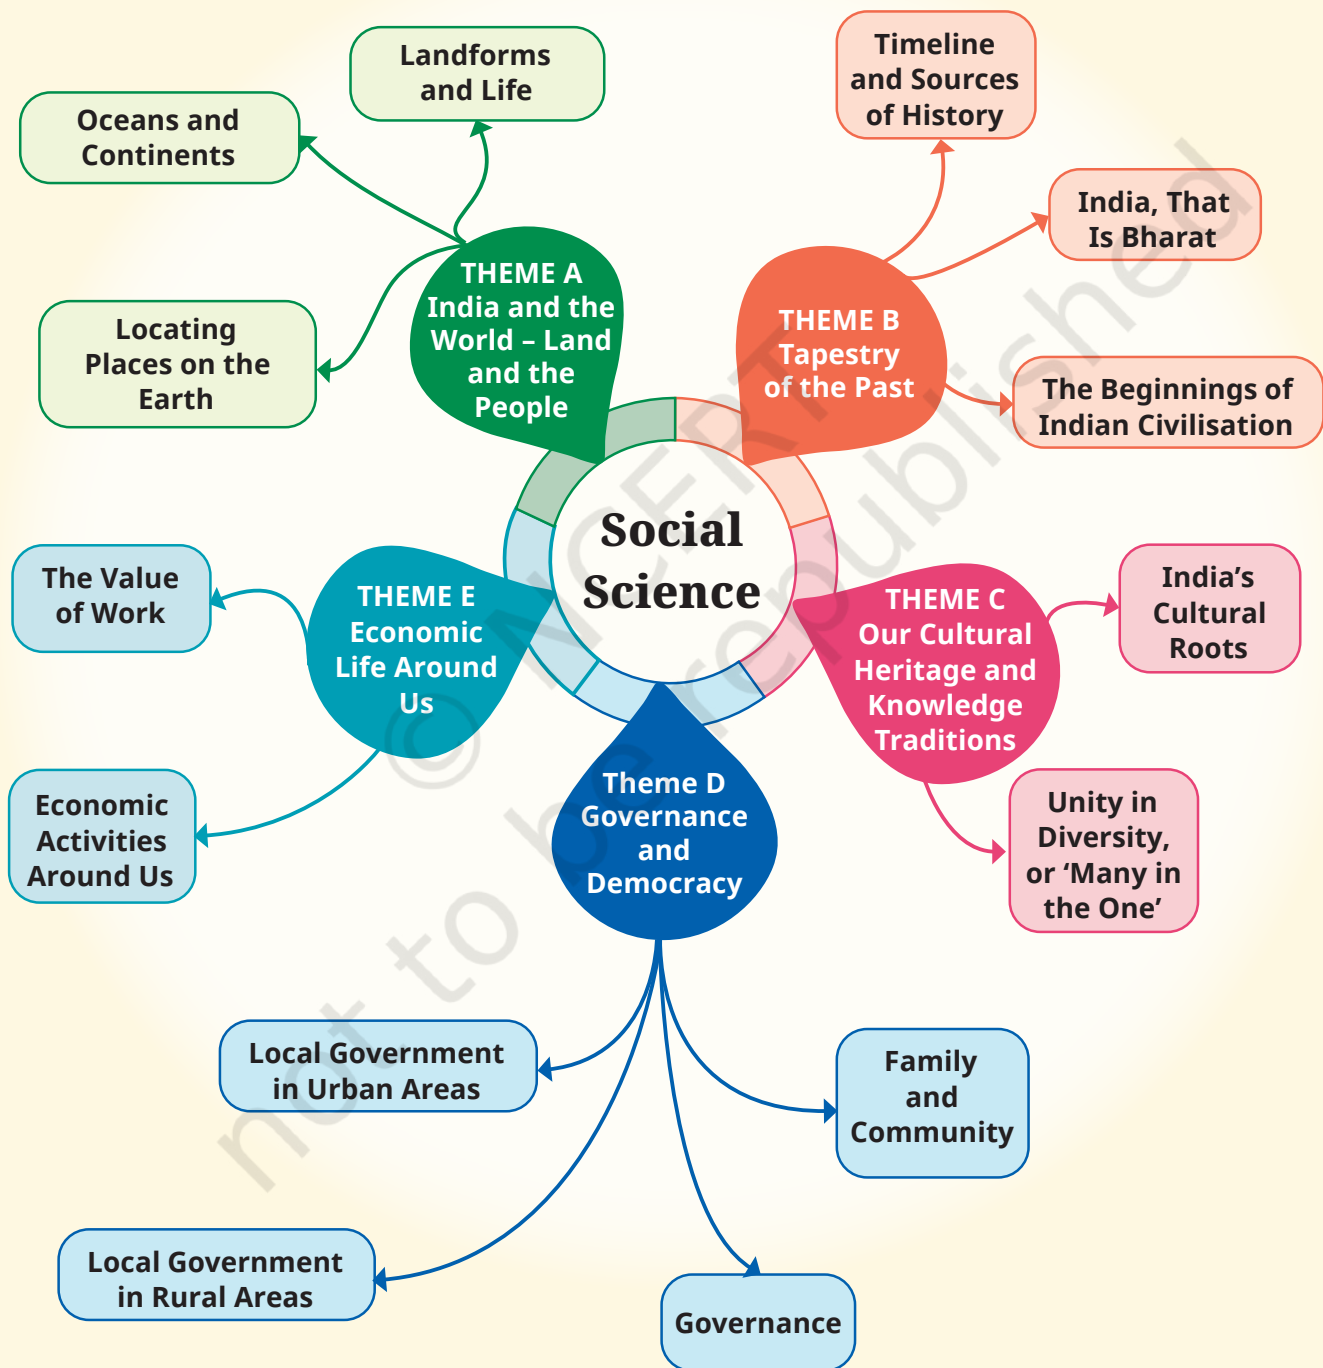 Landforms
and Life
Oceans and
Continents
Locating
Places on the
Earth
THEME A
India and the
World – Land
and the
People
Timeline
and Sources
of History
India, That
Is Bharat
The Beginnings of
Indian Civilisation
THEME B
Tapestry
of the Past
Social
Science
THEME C
Our Cultural
Heritage and
Knowledge
Traditions
India’s
Cultural
Roots
Unity in
Diversity,
or ‘Many in
the One’
THEME E
Economic
Life Around
Us
The Value
of Work
Economic
Activities
Around Us
Theme D
Governance
and
Democracy
Local Government
in Urban Areas
Family
and
Community
Local Government
in Rural Areas
Governance
© NCERT
not to be republished